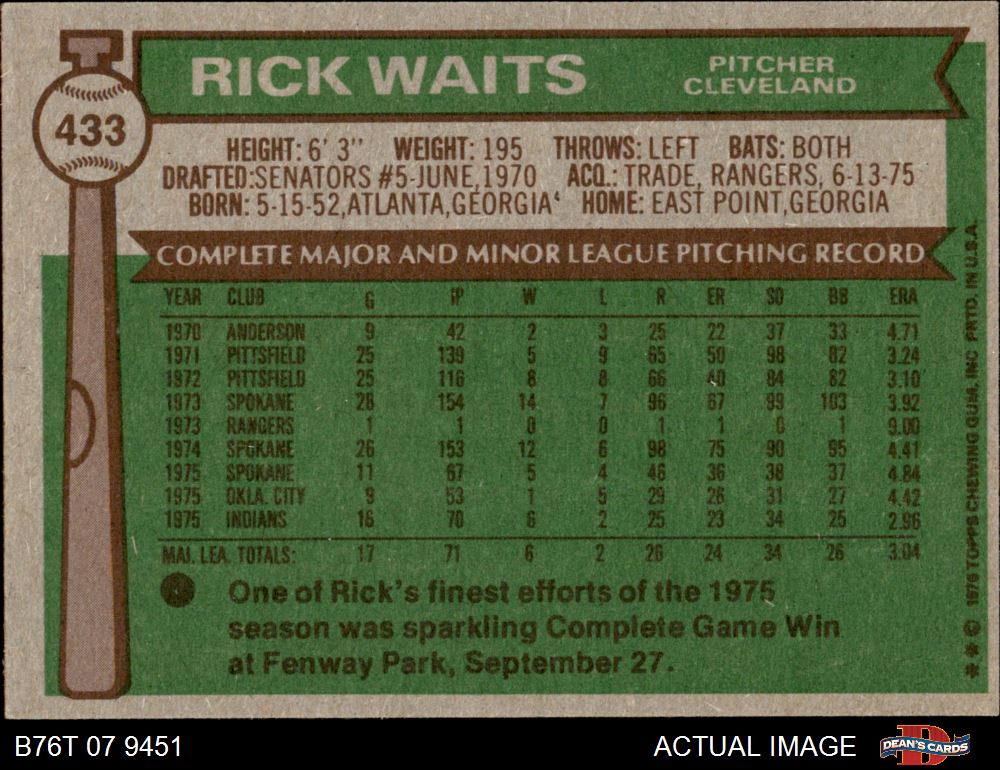 RICK WAITS
PITCHER
CLEVELAND
433
HEIGHT: 6' 3" WEIGHT: 195 THROWS: LEFT BATS: BOTH
DRAFTED:SENATORS #5-JUNE,1970 ACQ.: TRADE, RANGERS, 6-13-75
BORN: 5-15-52,ATLANTA,GEORGIA HOME: EAST POINT,GEORGIA
COMPLETE MAJOR AND MINOR LEAGUE PITCHING RECORD
YEAR CLUB G IP W L R ER SO BB ERA
1970 ANDERSON 9 42 2 3 25 22 37 33 4.71
1971 PITTSFIELD 25 139 5 9 65 50 98 82 3.24
1972 PITTSFIELD 25 116 8 8 66 40 84 82 3.10
1973 SPOKANE 28 154 14 7 96 67 99 103 3.92
1973 RANGERS 1 1 0 0 1 1 0 1 9.00
1974 SPOKANE 26 153 12 6 98 75 90 95 4.41
1975 SPOKANE 11 67 5 4 46 36 38 37 4.84
1975 OKLA. CITY 9 53 1 5 29 26 31 27 4.42
1975 INDIANS 16 70 6 2 25 23 34 25 2.96
MAJ. LEA. TOTALS: 17 71 6 2 26 24 34 26 3.04
One of Rick's finest efforts of the 1975
season was sparkling Complete Game Win
at Fenway Park, September 27.
** © 1976 TOPPS CHEWING GUM, INC PRTD. IN U.S.A.
B76T 07 9451
ACTUAL IMAGE
DEAN'S CARDS